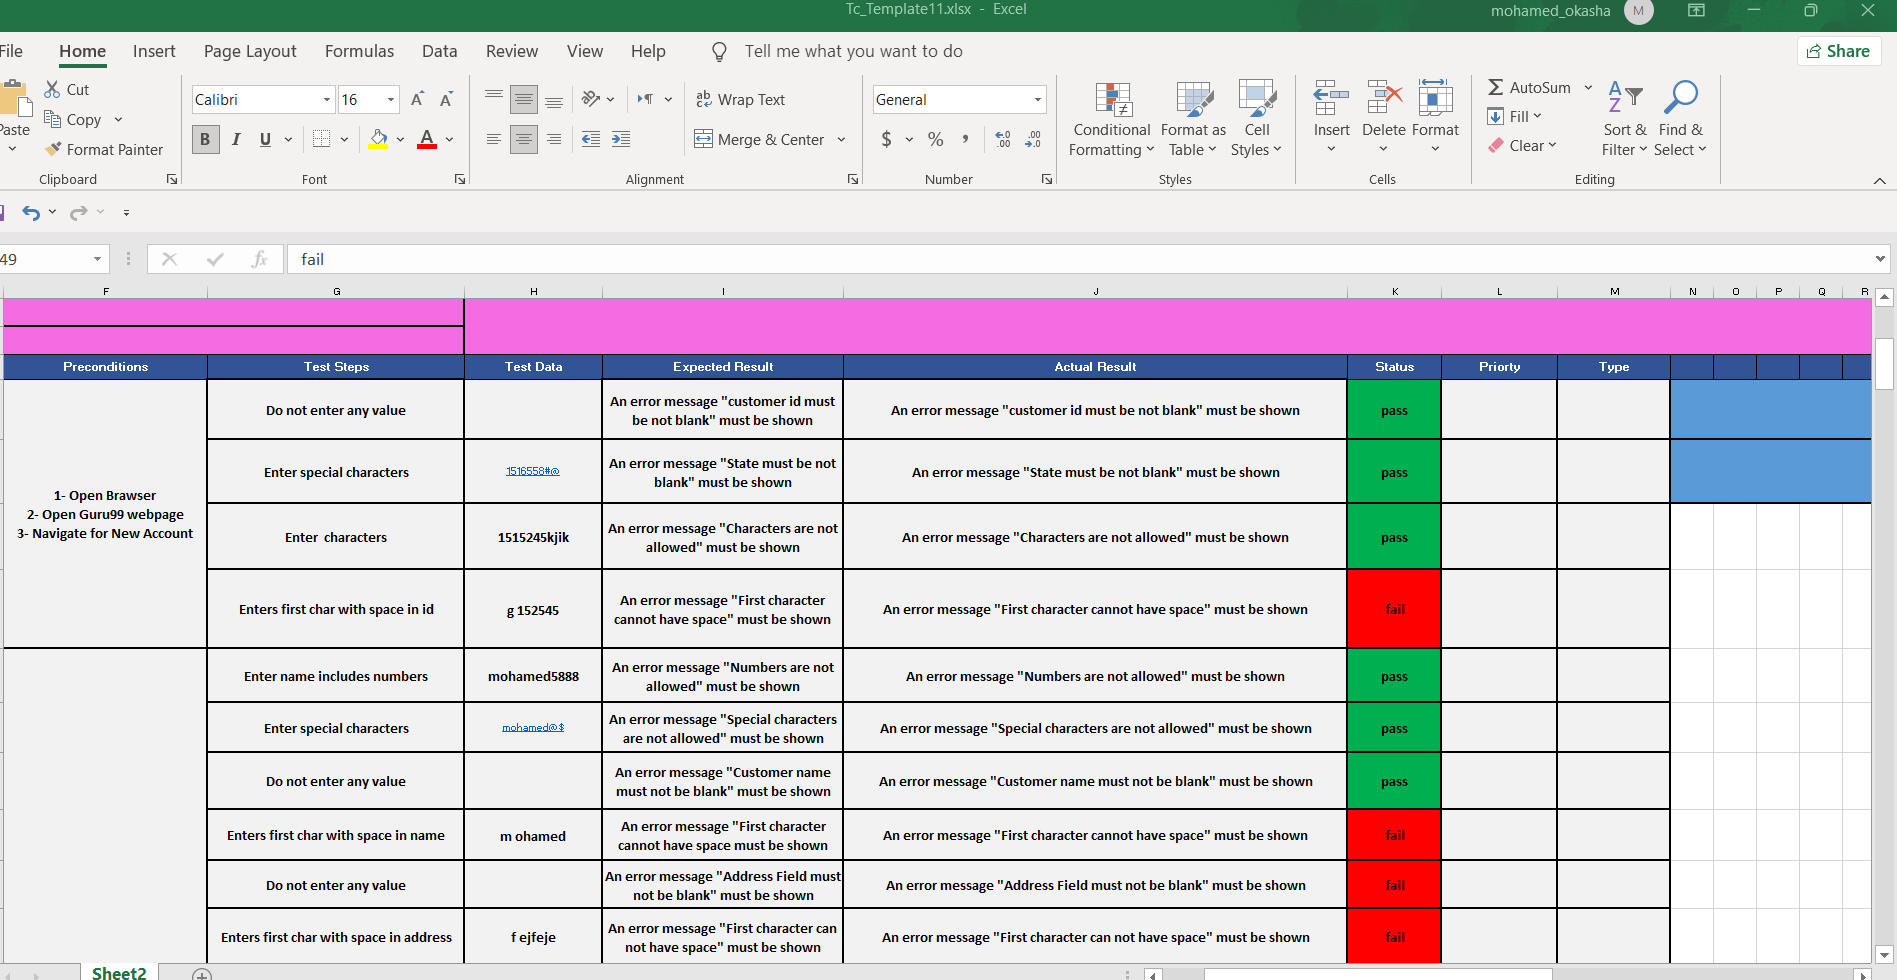 Tc_Template11.xlsx - Excel
mohamed_okasha
M
File
Home
Insert
Page Layout
Formulas
Data
Review
View
Help
Tell me what you want to do
Share
Paste
Cut
Copy
Format Painter
Clipboard
Calibri
16
A
A
B
I
U
A
Font
ab
Wrap Text
Merge & Center
Alignment
General
$
%
Number
Conditional
Formatting
Format as
Table
Cell
Styles
Styles
Insert
Delete
Format
Cells
AutoSum
Fill
Clear
Sort &
Filter
Find &
Select
Editing
49
fx
fail
F
G
H
I
J
K
L
M
N
O
P
Q
R
Preconditions
Test Steps
Test Data
Expected Result
Actual Result
Status
Priorty
Type
1- Open Brawser
2- Open Guru99 webpage
3- Navigate for New Account
Do not enter any value
An error message "customer id must
be not blank" must be shown
An error message "customer id must be not blank" must be shown
pass
Enter special characters
1516558#@
An error message "State must be not
blank" must be shown
An error message "State must be not blank" must be shown
pass
Enter  characters
1515245kjik
An error message "Characters are not
allowed" must be shown
An error message "Characters are not allowed" must be shown
pass
Enters first char with space in id
g 152545
An error message "First character
cannot have space" must be shown
An error message "First character cannot have space" must be shown
fail
Enter name includes numbers
mohamed5888
An error message "Numbers are not
allowed" must be shown
An error message "Numbers are not allowed" must be shown
pass
Enter special characters
mohamed@$
An error message "Special characters
are not allowed" must be shown
An error message "Special characters are not allowed" must be shown
pass
Do not enter any value
An error message "Customer name
must not be blank" must be shown
An error message "Customer name must not be blank" must be shown
pass
Enters first char with space in name
m ohamed
An error message "First character
cannot have space must be shown
An error message "First character cannot have space" must be shown
fail
Do not enter any value
An error message "Address Field must
not be blank" must be shown
An error message "Address Field must not be blank" must be shown
fail
Enters first char with space in address
f ejfeje
An error message "First character can
not have space" must be shown
An error message "First character can not have space" must be shown
fail
Sheet2